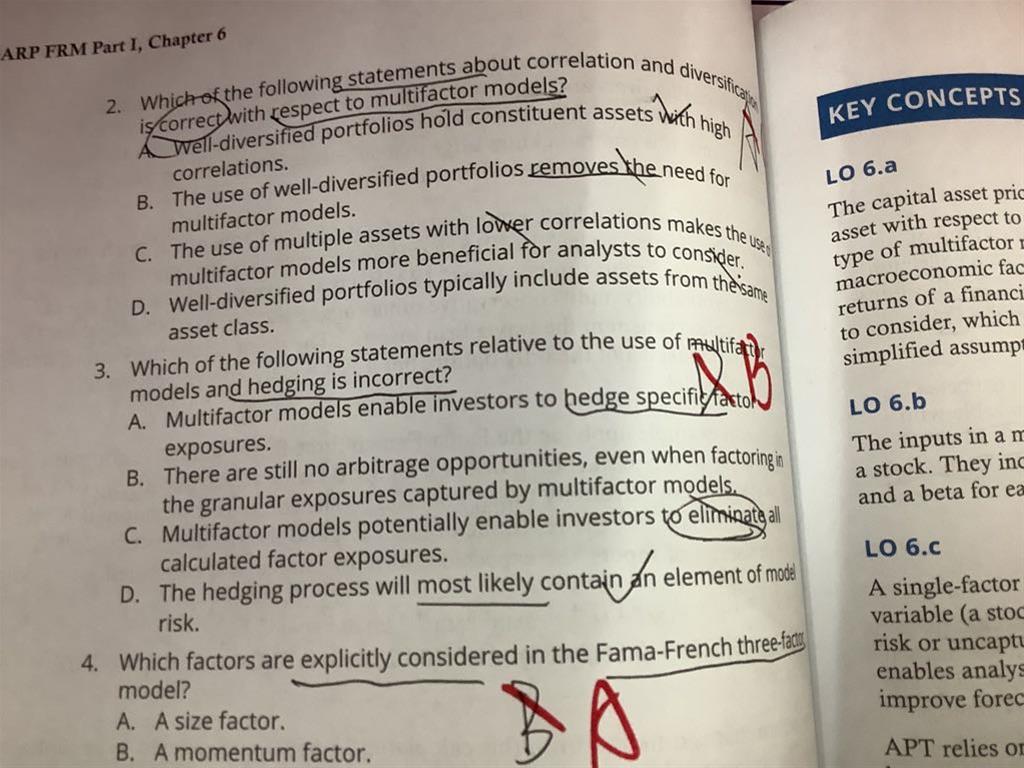 ARP FRM Part I, Chapter 6
2. Which of the following statements about correlation and diversification
is correct with respect to multifactor models?
A. Well-diversified portfolios hold constituent assets with high
correlations.
B. The use of well-diversified portfolios removes the need for
multifactor models.
C. The use of multiple assets with lower correlations makes the use of
multifactor models more beneficial for analysts to consider.
D. Well-diversified portfolios typically include assets from the same
asset class.
A
3. Which of the following statements relative to the use of multifactor
models and hedging is incorrect?
A. Multifactor models enable investors to hedge specific factor
exposures.
B. There are still no arbitrage opportunities, even when factoring in
the granular exposures captured by multifactor models.
C. Multifactor models potentially enable investors to eliminate all
calculated factor exposures.
D. The hedging process will most likely contain an element of model
risk.
B
4. Which factors are explicitly considered in the Fama-French three-factor
model?
A. A size factor.
B. A momentum factor.
B A
KEY CONCEPTS
LO 6.a
The capital asset pric
asset with respect to
type of multifactor
macroeconomic fac
returns of a financi
to consider, which
simplified assumpt
LO 6.b
The inputs in a m
a stock. They inc
and a beta for ea
LO 6.c
A single-factor
variable (a stoc
risk or uncaptu
enables analys
improve forec
APT relies on